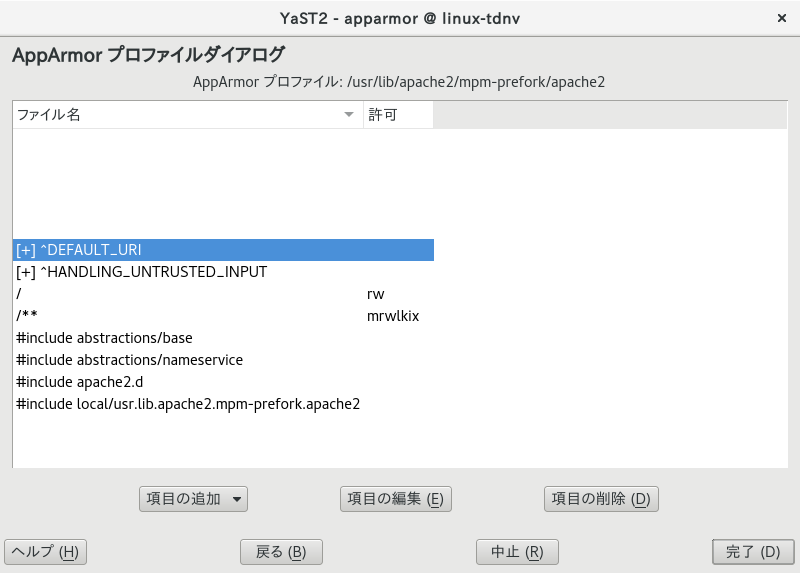 YaST2 - apparmor @ linux-tdnv
AppArmor プロファイルダイアログ
AppArmor プロファイル: /usr/lib/apache2/mpm-prefork/apache2
ファイル名 許可
[+] ^DEFAULT_URI
[+] ^HANDLING_UNTRUSTED_INPUT
/ rw
/** mrwlkix
#include abstractions/base
#include abstractions/nameservice
#include apache2.d
#include local/usr.lib.apache2.mpm-prefork.apache2
項目の追加 項目の編集 (E) 項目の削除 (D)
ヘルプ (H) 戻る (B) 中止 (R) 完了 (D)